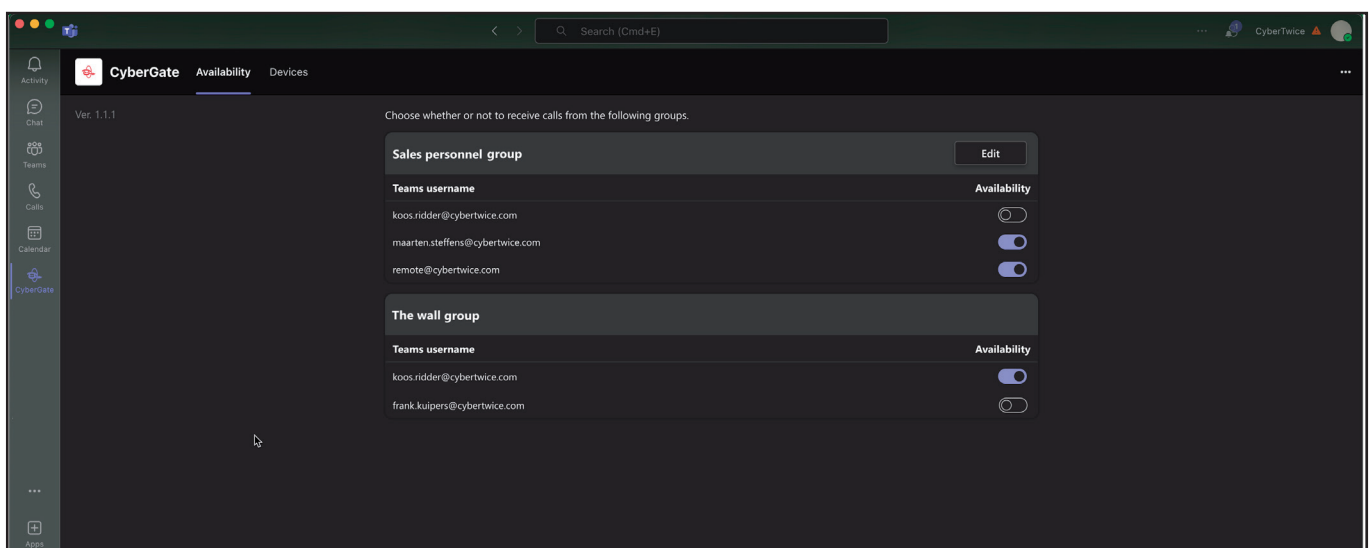 Search (Cmd+E)
CyberTwice
Activity
Chat
Teams
Calls
Calendar
CyberGate
Apps
CyberGate Availability Devices
Ver. 1.1.1
Choose whether or not to receive calls from the following groups.
Sales personnel group Edit
Teams username Availability
koos.ridder@cybertwice.com
maarten.steffens@cybertwice.com
remote@cybertwice.com
The wall group
Teams username Availability
koos.ridder@cybertwice.com
frank.kuipers@cybertwice.com